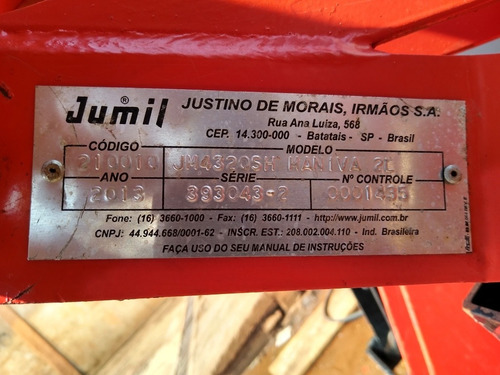 Jumil® JUSTINO DE MORAIS, IRMÃOS S.A.
Rua Ana Luiza, 568
CEP. 14.300-000 - Batatais - SP - Brasil
CÓDIGO MODELO
210010 JM4320SH MANIVA 2L
ANO SÉRIE Nº CONTROLE
2013 393043-2 0001495
Fone: (16) 3660-1000 - Fax: (16) 3660-1111 - http://www.jumil.com.br
CNPJ: 44.944.668/0001-62 - INSCR. EST.: 208.002.004.110 - Ind. Brasileira
FAÇA USO DO SEU MANUAL DE INSTRUÇÕES